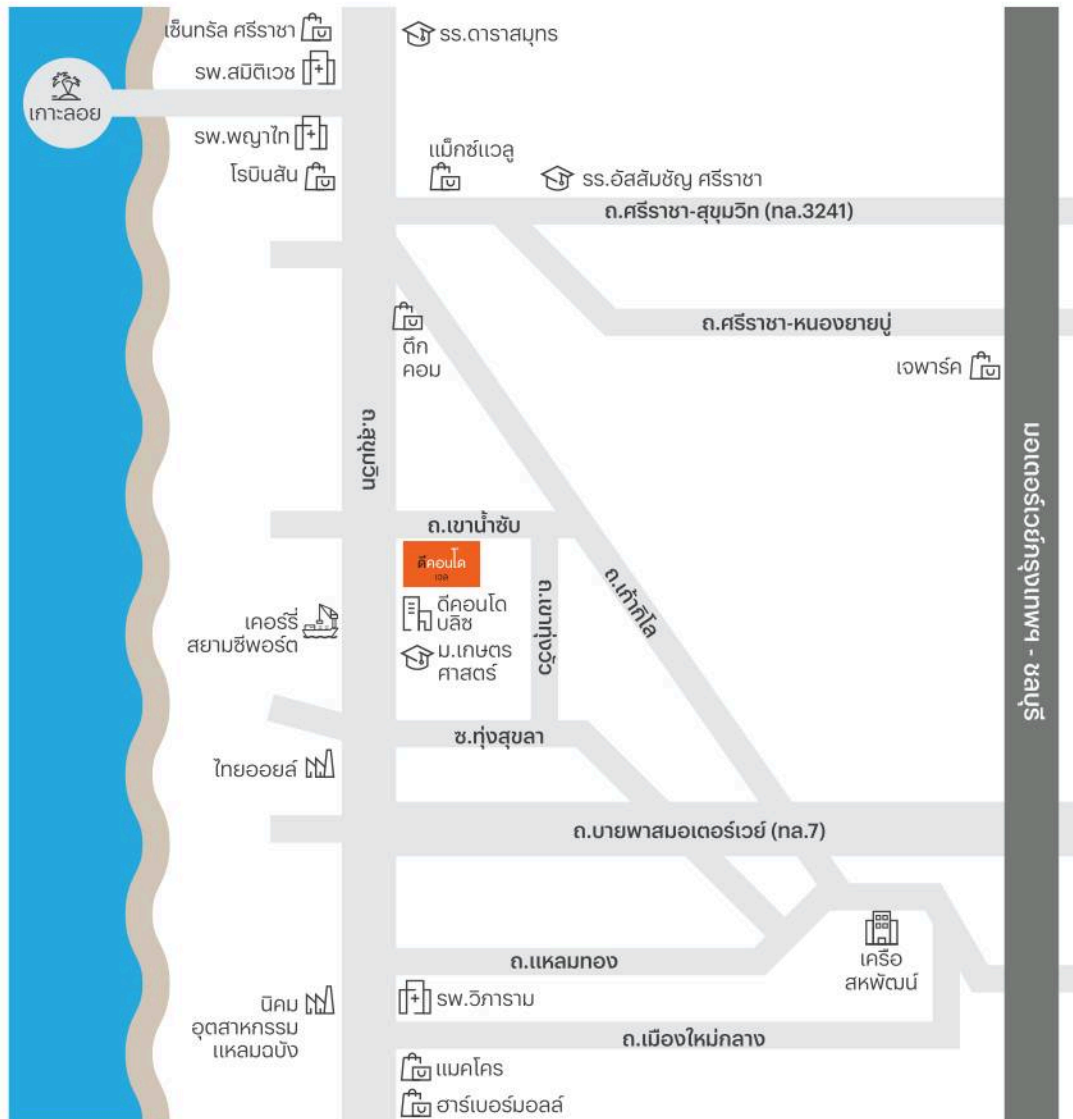 เซ็นทรัล ศรีราชา
รร.ดาราสมุทร
รพ.สมิติเวช
เกาะลอย
รพ.พญาไท
โรบินสัน
แม็กซ์แวลู
รร.อัสสัมชัญ ศรีราชา
ถ.ศรีราชา-สุขุมวิท (ทล.3241)
ถ.ศรีราชา-หนองยายบู่
ตึก
คอม
เจพาร์ค
ถ.สุขุมวิท
มอเตอร์เวย์กรุงเทพฯ - ชลบุรี
ถ.เขาน้ำซับ
ดีคอนโด
เวล
ดีคอนโด
บลิซ
ม.เกษตร
ศาสตร์
ถ.เขาทุ่งวัว
ถ.เก้ากิโล
เคอร์รี่
สยามซีพอร์ต
ซ.ทุ่งสุขลา
ไทยออยล์
ถ.บายพาสมอเตอร์เวย์ (ทล.7)
เครือ
สหพัฒน์
ถ.แหลมทอง
รพ.วิภาราม
นิคม
อุตสาหกรรม
แหลมฉบัง
ถ.เมืองใหม่กลาง
แมคโคร
ฮาร์เบอร์มอลล์